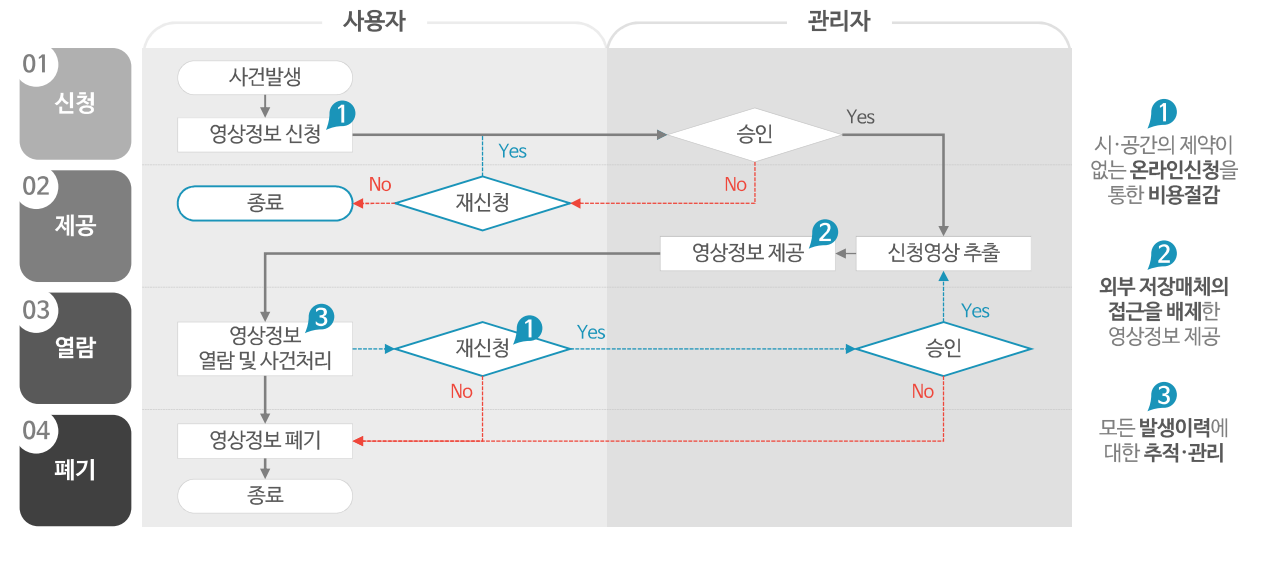 사용자
관리자
01
신청
사건발생
영상정보 신청
1
승인
Yes
Yes
02
제공
종료
No
재신청
No
영상정보 제공
2
신청영상 추출
03
열람
영상정보
열람 및 사건처리
3
재신청
1
Yes
승인
Yes
No
No
04
폐기
영상정보 폐기
종료
1
시·공간의 제약이
없는 온라인신청을
통한 비용절감
2
외부 저장매체의
접근을 배제한
영상정보 제공
3
모든 발생이력에
대한 추적·관리